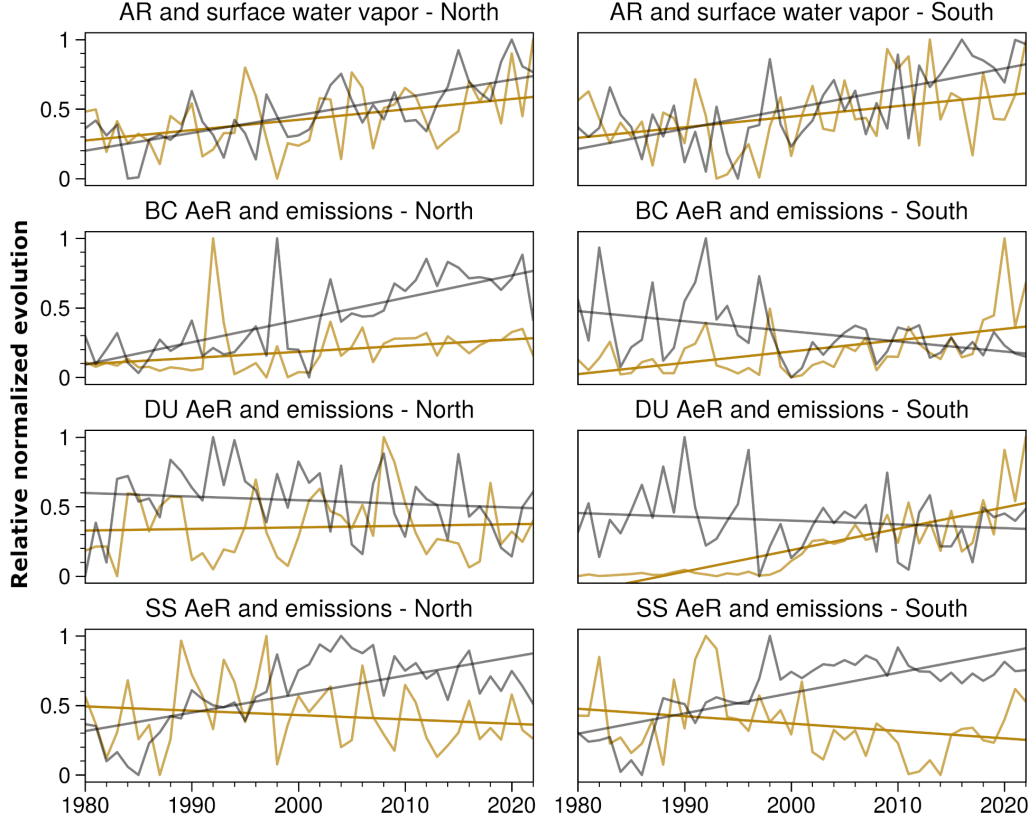 AR and surface water vapor - North
AR and surface water vapor - South
1
0.5
0
BC AeR and emissions - North
BC AeR and emissions - South
1
0.5
0
DU AeR and emissions - North
DU AeR and emissions - South
1
0.5
0
SS AeR and emissions - North
SS AeR and emissions - South
1
0.5
0
1980 1990 2000 2010 2020
1980 1990 2000 2010 2020
Relative normalized evolution